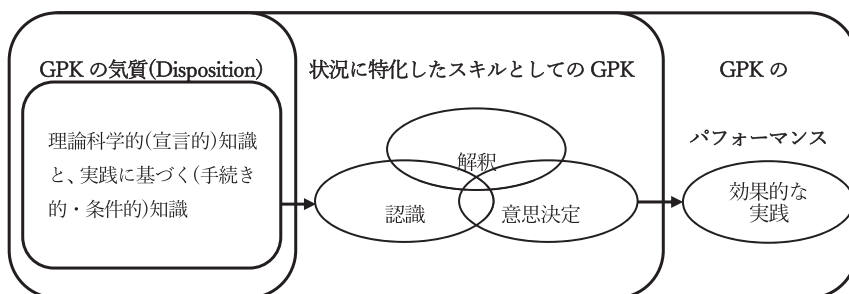 GPK の気質(Disposition)
理論科学的(宣言的)知識
と、実践に基づく(手続き
的・条件的)知識
状況に特化したスキルとしての GPK
解釈
認識
意思決定
GPK の
パフォーマンス
効果的な
実践